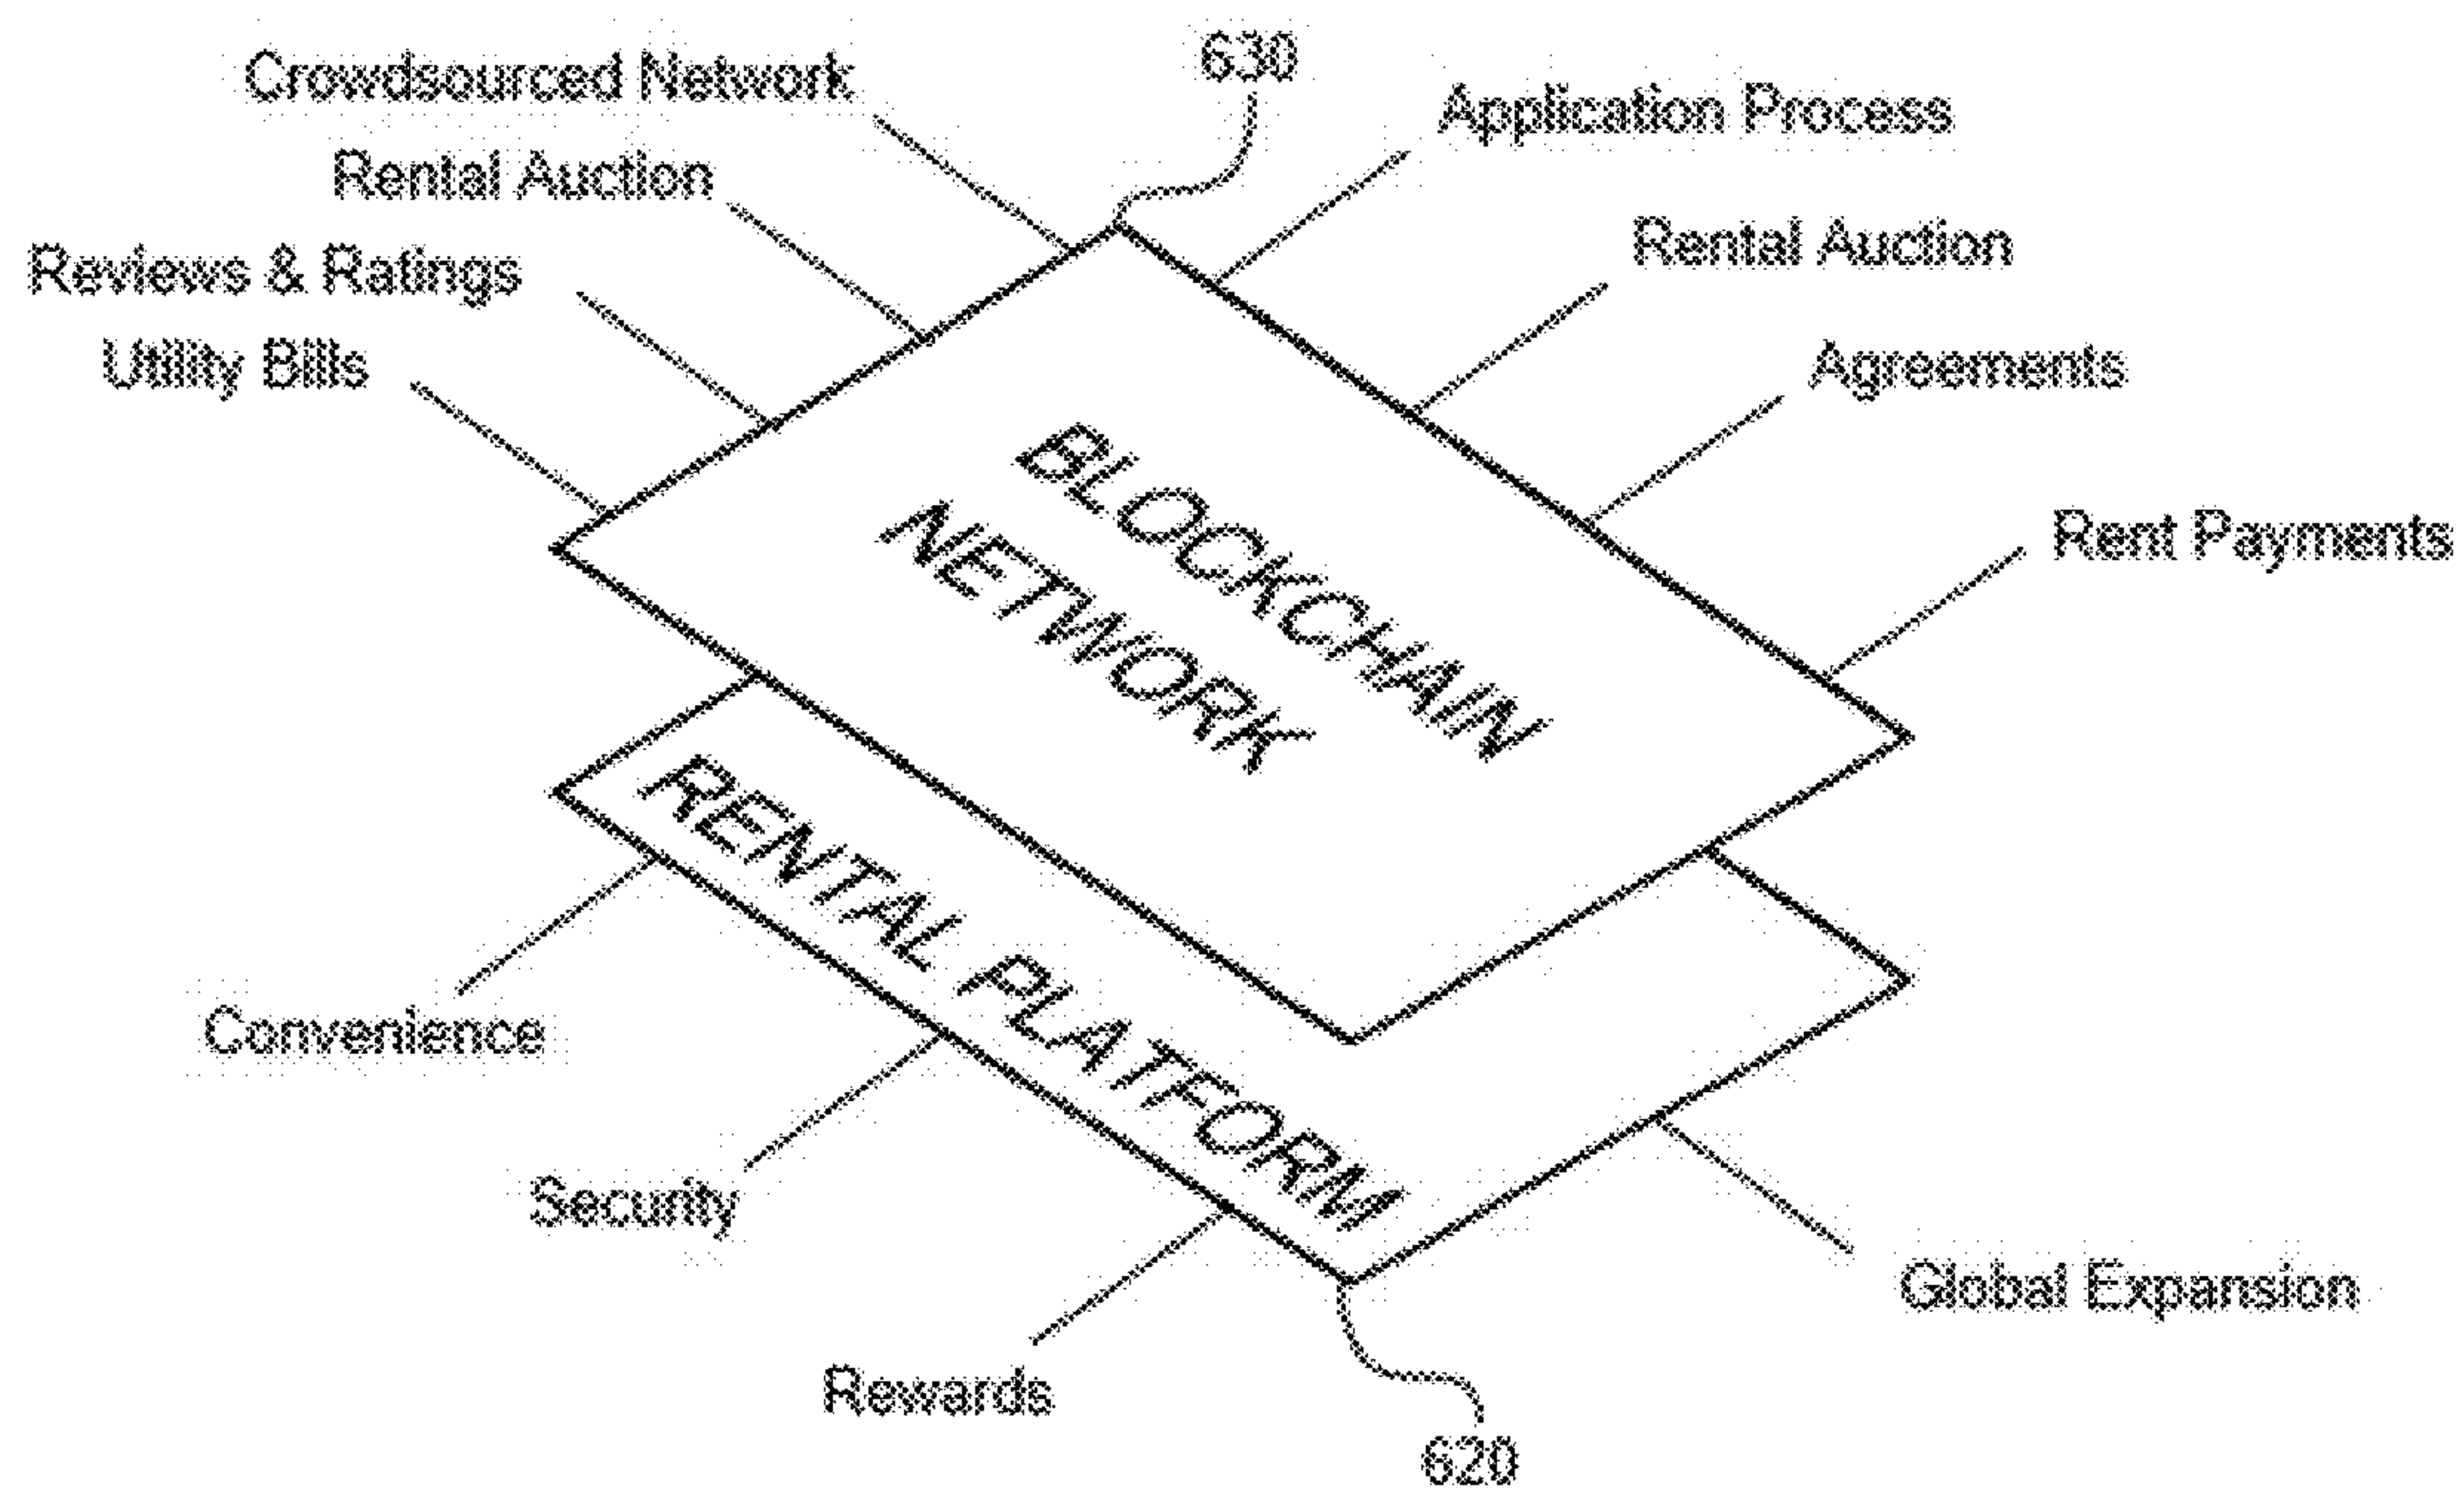 630
Crowdsourced Network
Application Process
Rental Auction
Rental Auction
Reviews & Ratings
Utility Bills
Agreements
Rent Payments
BLOCKCHAIN
NETWORK
RENTAL PLATFORM
Convenience
Security
Rewards
Global Expansion
620